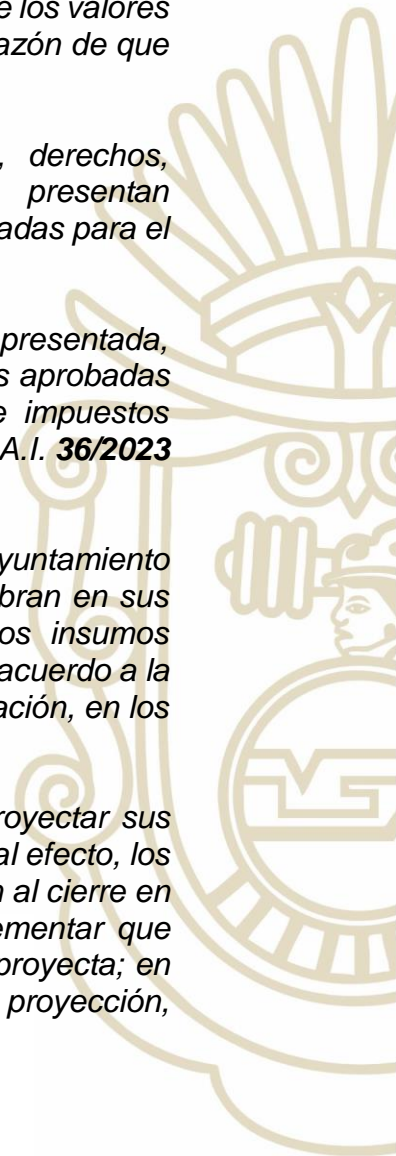 e los valores
azón de que
, derechos,
presentan
adas para el
presentada,
s aprobadas
e impuestos
A.I. 36/2023
yuntamiento
bran en sus
os insumos
acuerdo a la
ación, en los
royectar sus
al efecto, los
n al cierre en
ementar que
proyecta; en
proyección,